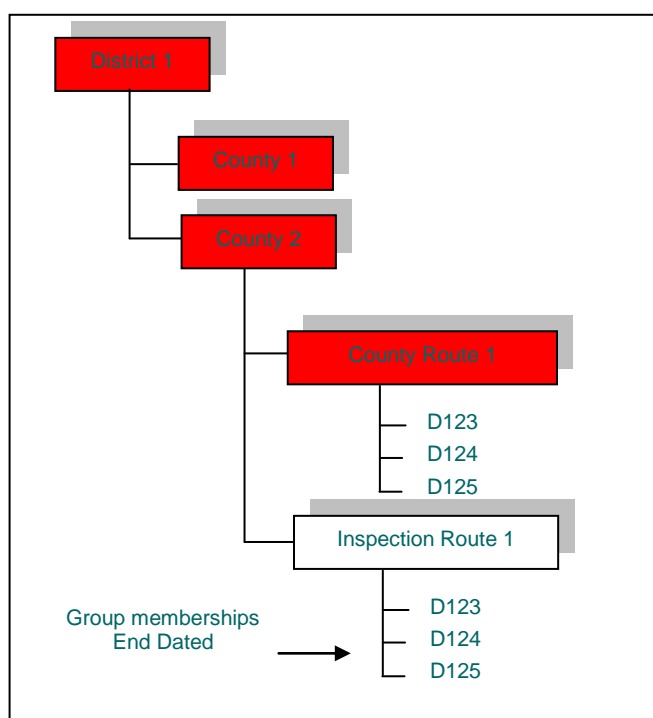 District 1
County 1
County 2
County Route 1
D123
D124
D125
Inspection Route 1
D123
D124
D125
Group memberships
End Dated